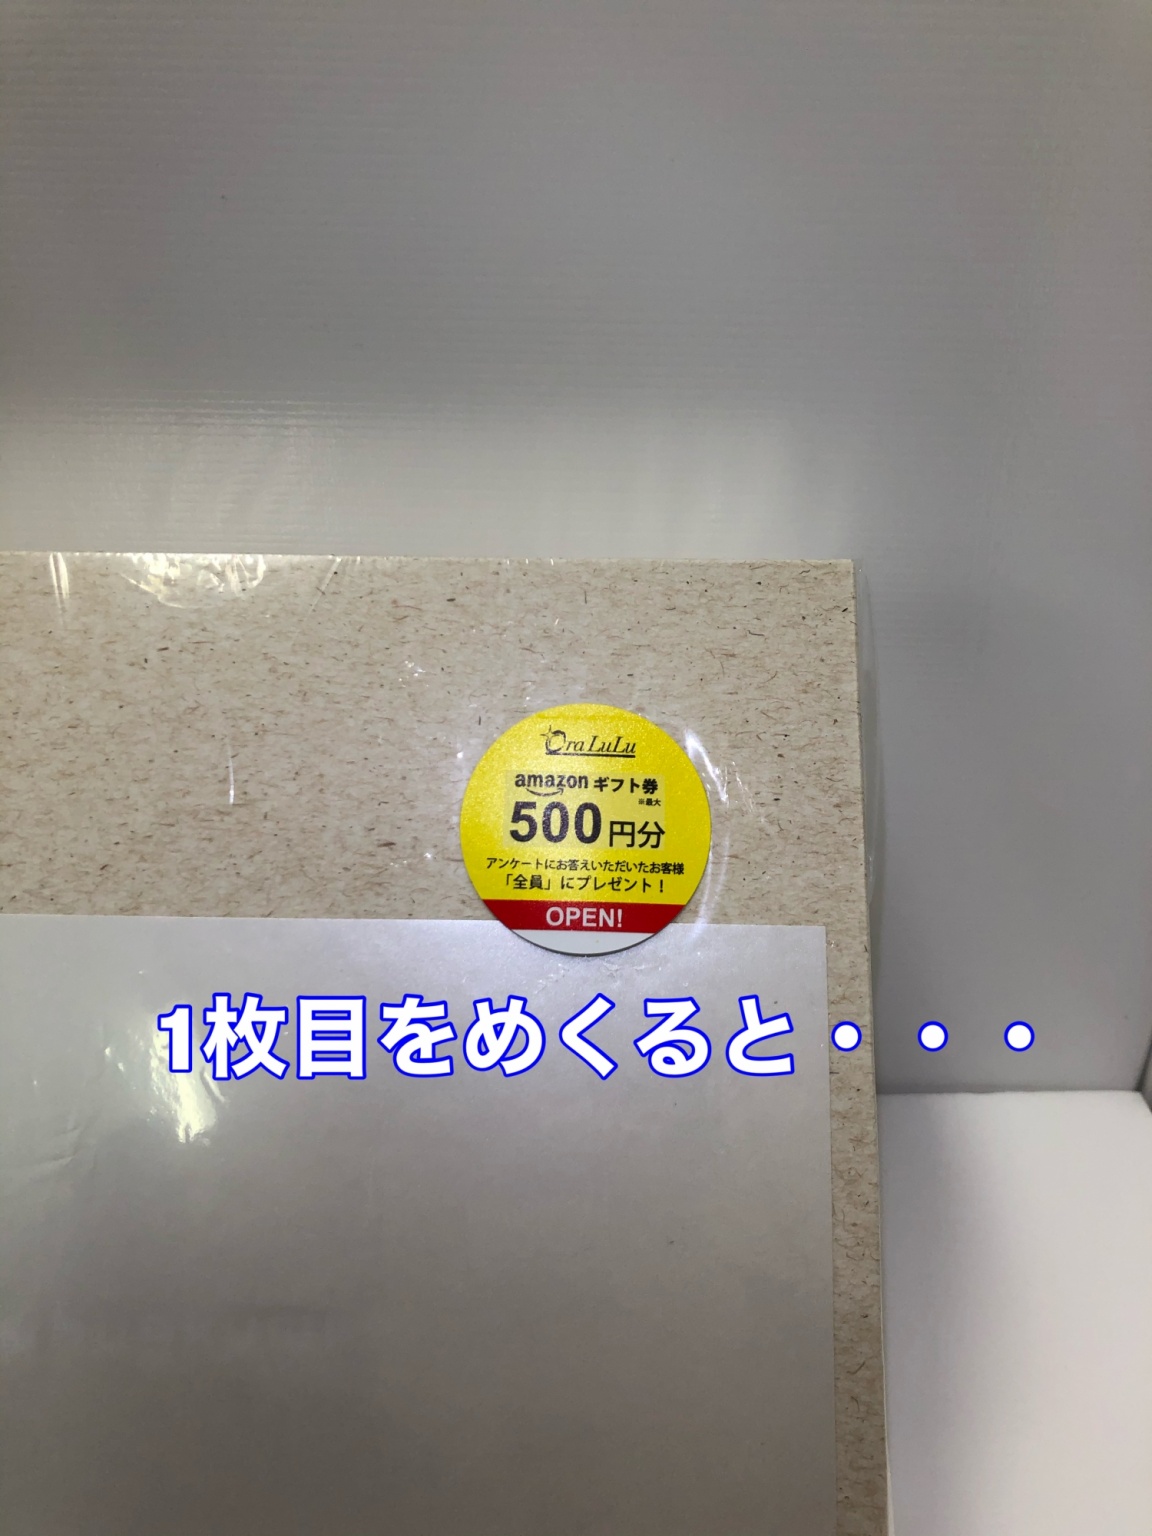 OraLuLu
amazon ギフト券
※最大
500円分
アンケートにお答えいただいたお客様
「全員」にプレゼント！
OPEN!
1枚目をめくると・・・